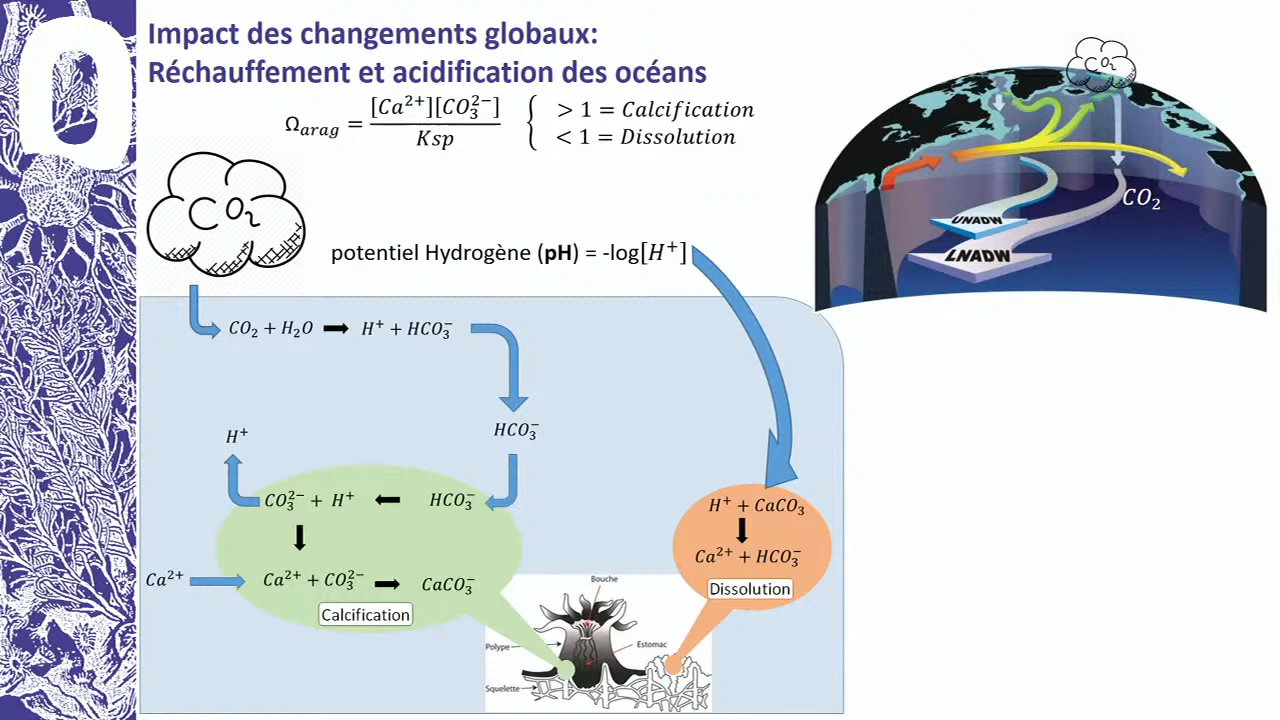 Impact des changements globaux:
Réchauffement et acidification des océans
Ω_arag = [Ca²⁺][CO₃²⁻] / Ksp { > 1 = Calcification
< 1 = Dissolution
CO₂
CO₂
CO₂
UNADW
LNADW
potentiel Hydrogène (pH) = -log[H⁺]
CO₂ + H₂O → H⁺ + HCO₃⁻
HCO₃⁻
H⁺
CO₃²⁻ + H⁺ ← HCO₃⁻
Ca²⁺ → Ca²⁺ + CO₃²⁻ → CaCO₃⁻
Calcification
H⁺ + CaCO₃
Ca²⁺ + HCO₃⁻
Dissolution
Bouche
Polype
Estomac
Squelette